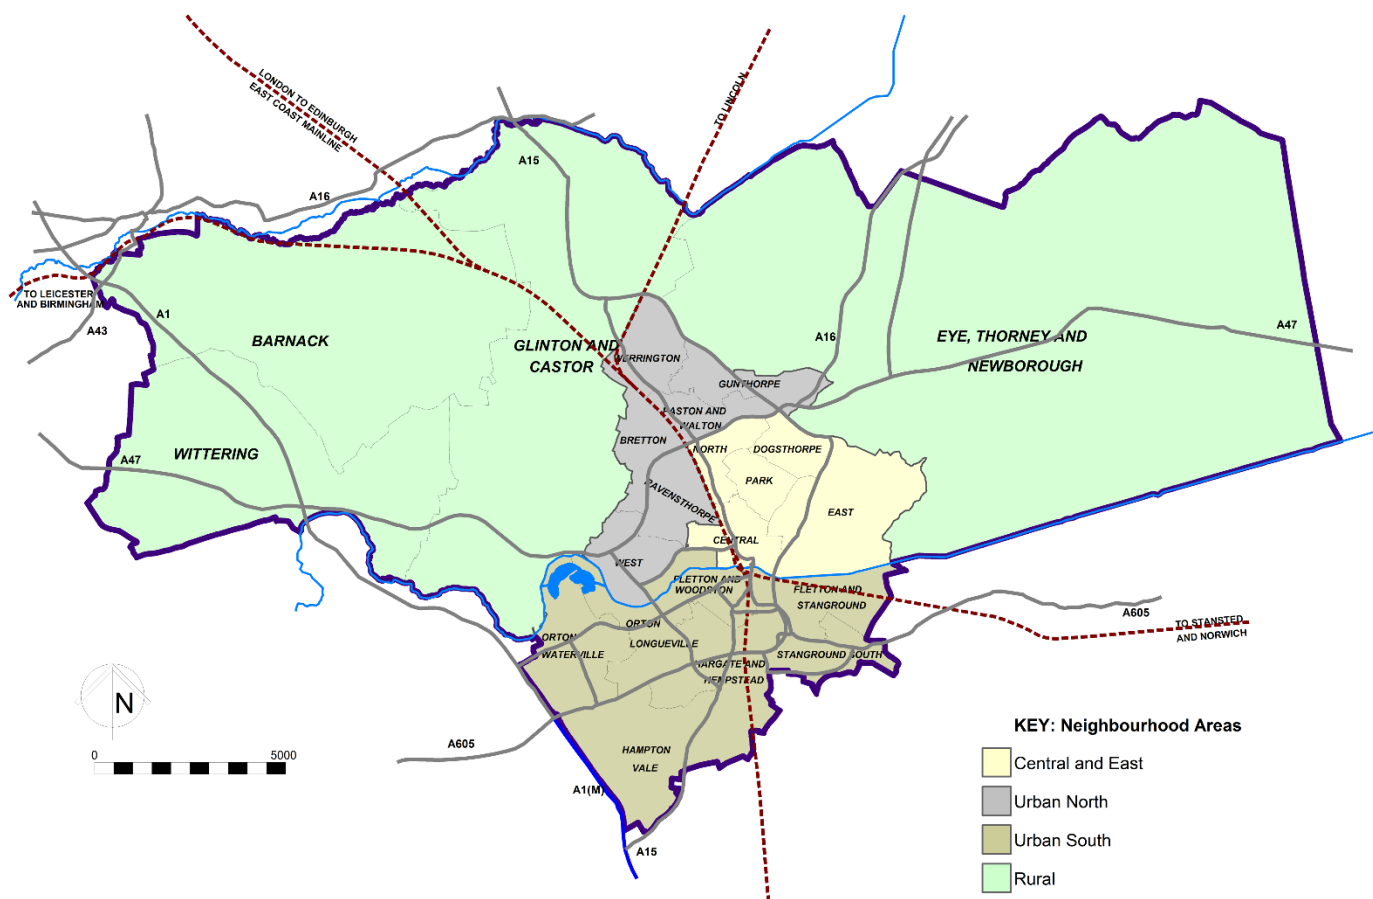 LONDON TO EDINBURGH
EAST COAST MAINLINE
TO LINCOLN
A15
A16
TO LEICESTER
AND BIRMINGHAM
A43
A1
BARNACK
GLINTON AND
CASTOR
WERRINGTON
GUNTHORPE
A16
EYE, THORNEY AND
NEWBOROUGH
A47
PASTON AND
WALTON
BRETTON
NORTH
DOGSTHORPE
WITTERING
A47
PARK
RAVENSTHORPE
EAST
CENTRAL
WEST
FLETTON AND
WOODSTON
FLETTON AND
STANGROUND
A605
TO STANSTED
AND NORWICH
ORTON
LONGUEVILLE
ORTON
WATERVILLE
STANGROUND SOUTH
HARGATE AND
HEMPSTEAD
N
0 5000
A605
HAMPTON
VALE
A1(M)
A15
KEY: Neighbourhood Areas
Central and East
Urban North
Urban South
Rural